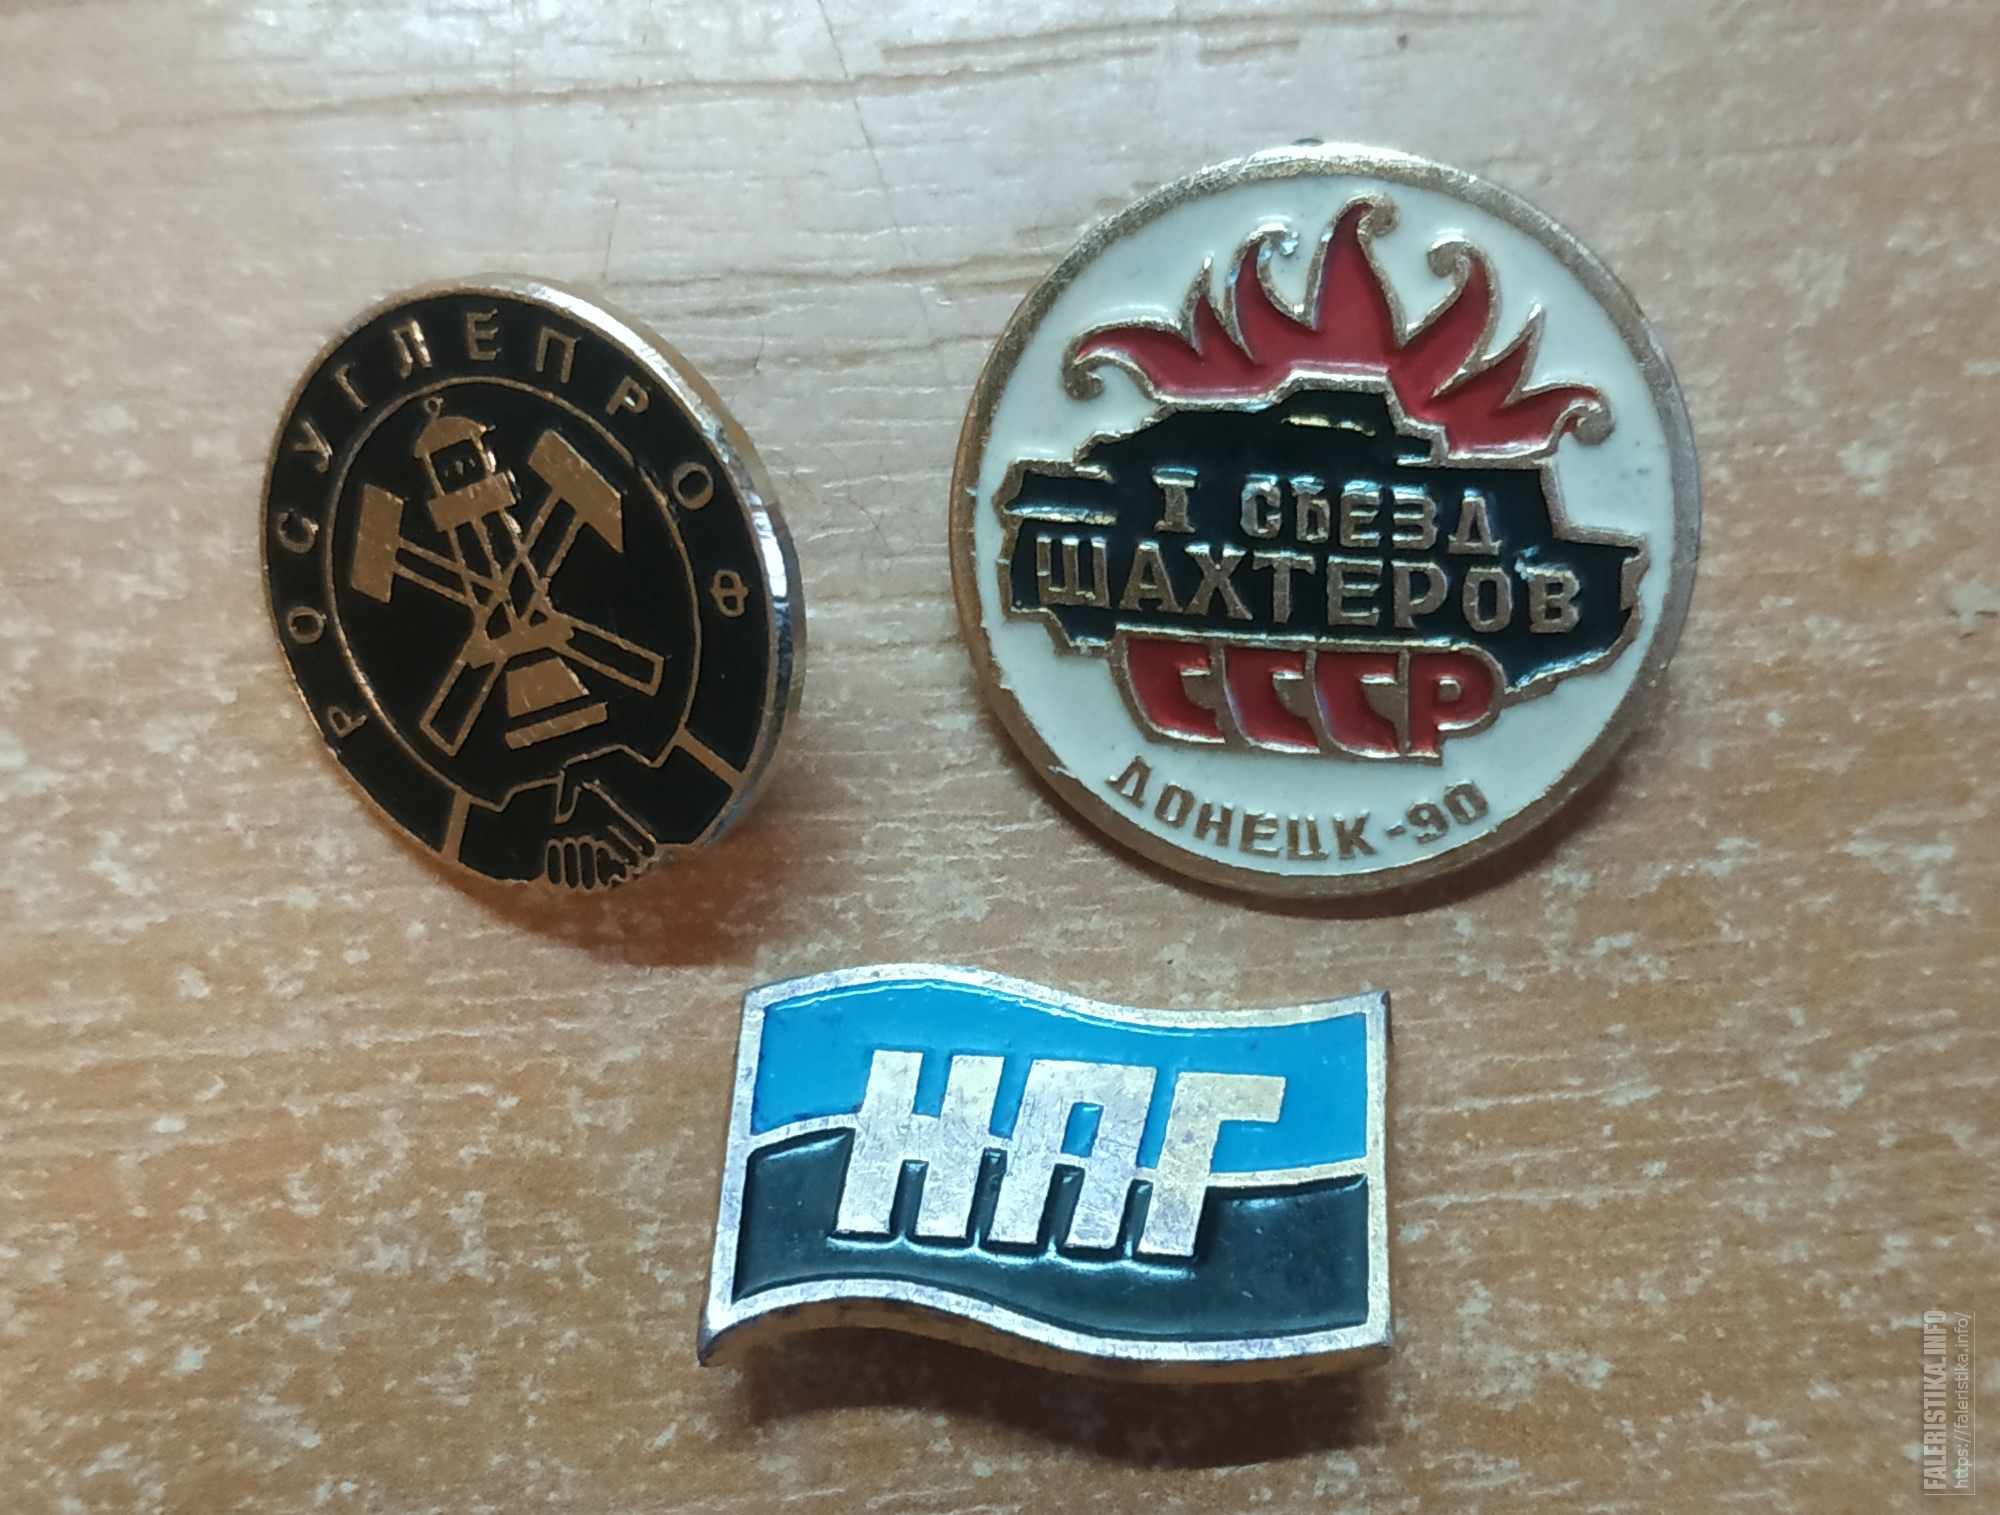 РОСУГЛЕПРОФ
I СЪЕЗД
ШАХТЕРОВ
СССР
ДОНЕЦК-90
НПГ
FALERISTIKA.INFO
https://faleristika.info/